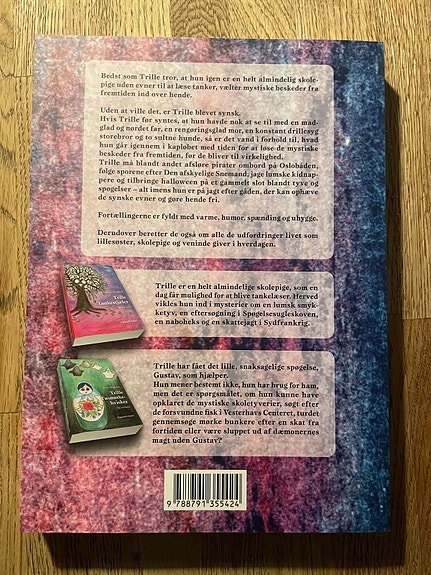 Bedst som Trille tror, at hun igen er en helt almindelig skole-
pige uden evner til at læse tanker, vælter mystiske beskeder fra
fremtiden ind over hende.
Uden at ville det, er Trille blevet synsk.
Hvis Trille før syntes, at hun havde nok at se til med en mad-
glad og nørdet far, en rengøringsglad mor, en konstant drillesyg
storebror og to sultne hunde, så er det vand i forhold til, hvad
hun går igennem i kapløbet med tiden for at løse de mystiske
beskeder fra fremtiden, før de bliver til virkelighed.
Trille må blandt andet afsløre pirater ombord på Oslobåden,
følge sporene efter Den afskyelige Snemand, jage lumske kidnap-
pere og tilbringe halloween på et gammelt slot blandt tyve og
spøgelser – alt imens hun er på jagt efter gåden, der kan ophæve
de synske evner og gøre hende fri.
Fortællingerne er fyldt med varme, humor, spænding og uhygge.
Derudover beretter de også om alle de udfordringer livet som
lillesøster, skolepige og veninde giver i hverdagen.
Trille er en helt almindelige skolepige, som en
dag får mulighed for at blive tankelæser. Herved
vikles hun ind i mysterier om en lumsk smyk-
ketyv, en eftersøgning i Spøgelsesugleskoven,
en naboheks og en skattejagt i Sydfrankrig.
Trille
Tankestjæler
Trille har fået det lille, snaksagelige spøgelse,
Gustav, som hjælper.
Hun mener bestemt ikke, hun har brug for ham,
men det er spørgsmålet, om hun kunne have
opklaret de mystiske skoletyverier, søgt efter
de forsvundne fisk i Vesterhavs Centeret, turdet
gennemsøge mørke bunkere efter en skat fra
fortiden eller være sluppet ud af dæmonernes
magt uden Gustav?
Trille
9 788791 355424